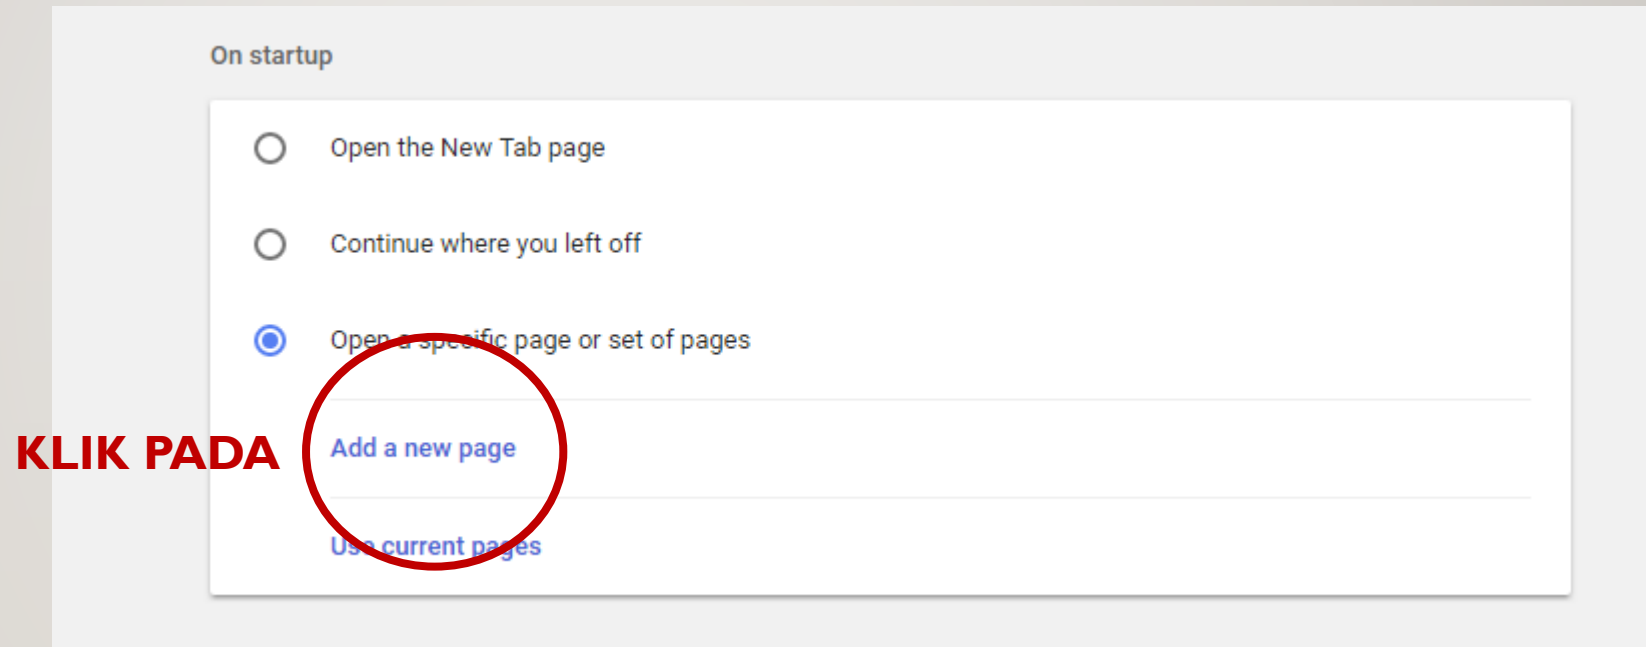 On startup
Open the New Tab page
Continue where you left off
Open a specific page or set of pages
KLIK PADA
Add a new page
Use current pages